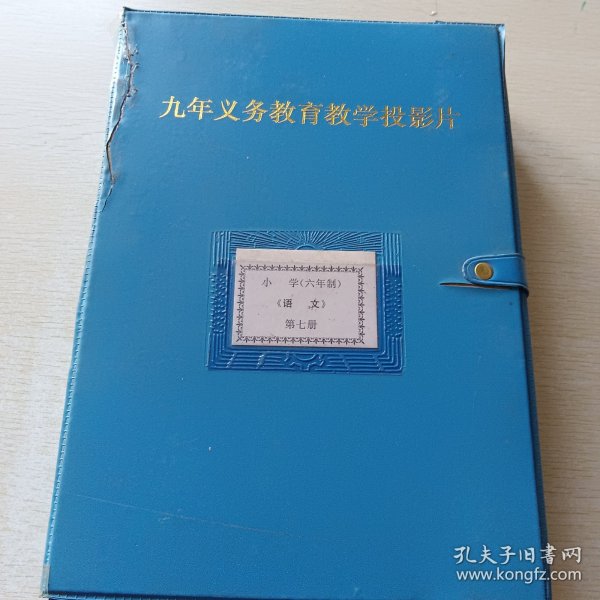 九年义务教育教学投影片
小 学(六年制)
《语 文》
第七册
孔夫子旧书网
www.kongfz.com